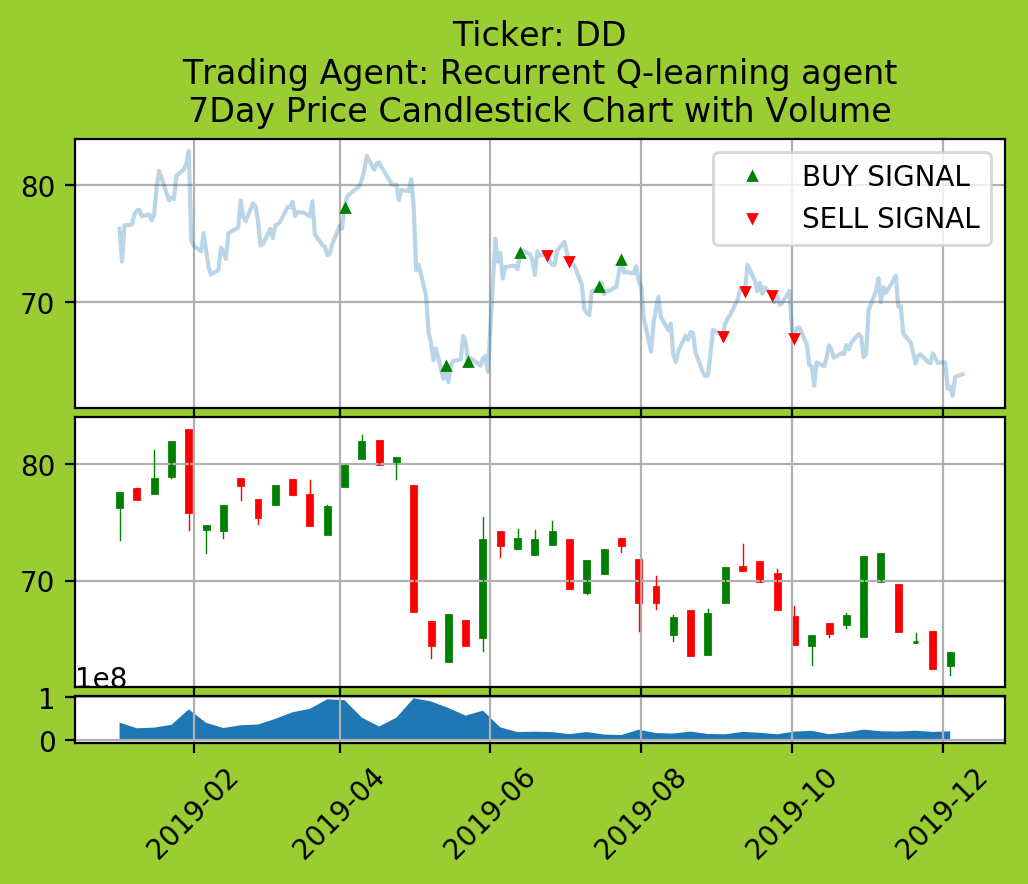 Ticker: DD
Trading Agent: Recurrent Q-learning agent
7Day Price Candlestick Chart with Volume
80
70
BUY SIGNAL
SELL SIGNAL
80
70
1e8
1
0
2019-02
2019-04
2019-06
2019-08
2019-10
2019-12